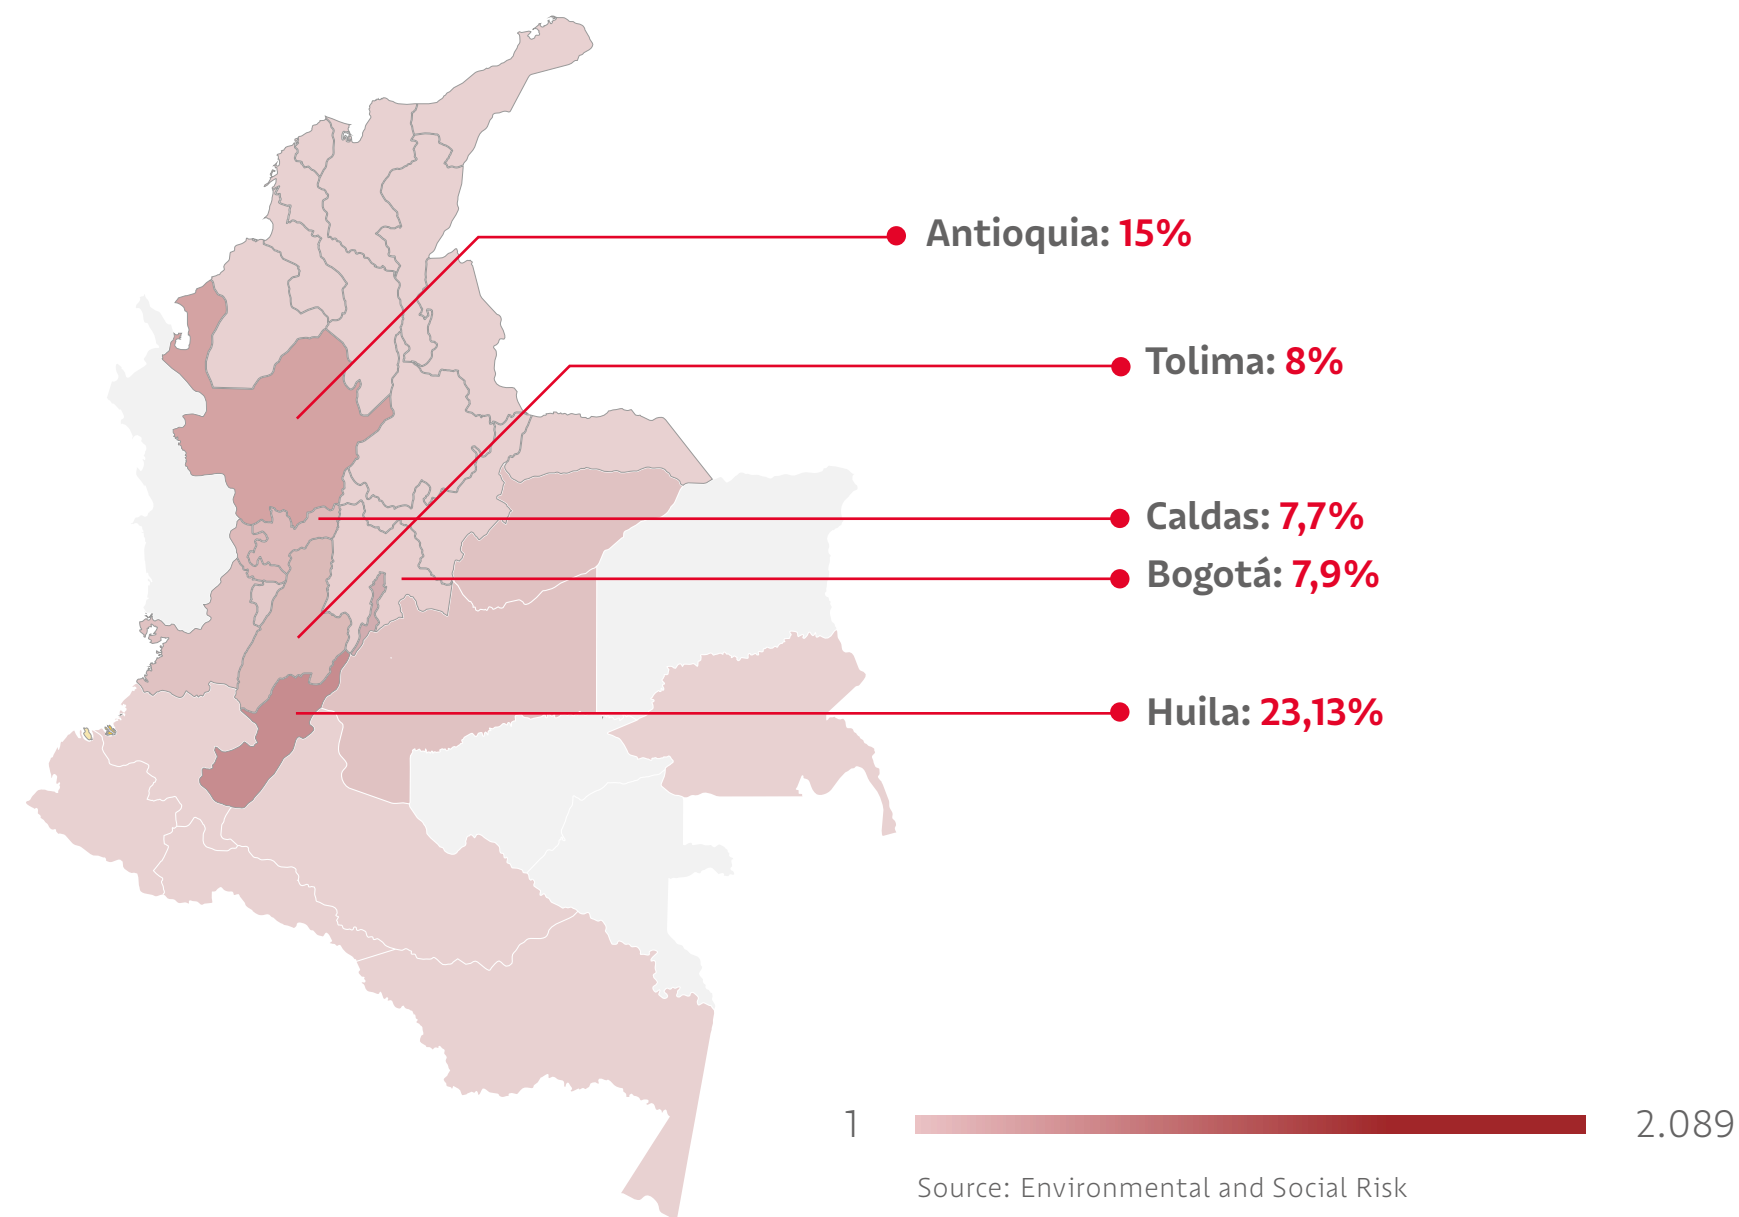 Antioquia: 15%
Tolima: 8%
Caldas: 7,7%
Bogotá: 7,9%
Huila: 23,13%
1 2.089
Source: Environmental and Social Risk